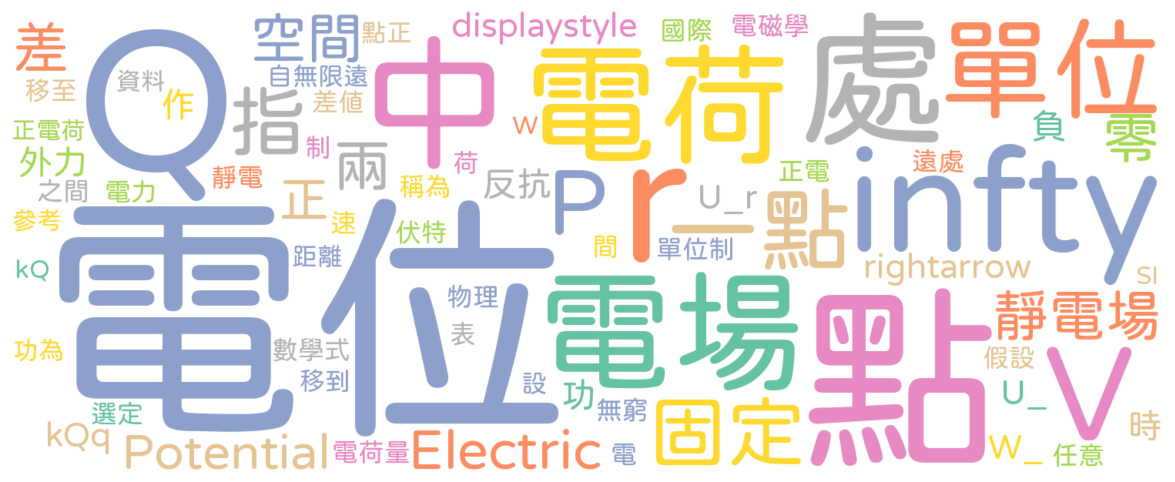 差
空間
點正
displaystyle
國際
電磁學
移至
資料
作
自無限遠
差值
Q
指
中
w
電荷
處
單位
負
零
正電荷
外力
制
兩
荷
之間
電力
靜電
正
稱為
反抗
P
r_
U_r
正電
遠處
點
infty
參考
速
伏特
間
單位制
kQ
電位
距離
rightarrow
SI
物理
表
電場
點
靜電場
功為
數學式
移到
設
功
無窮
假設
V
U_
選定
kQq
Potential
電荷量
Electric
電
固定
W_
任意
時